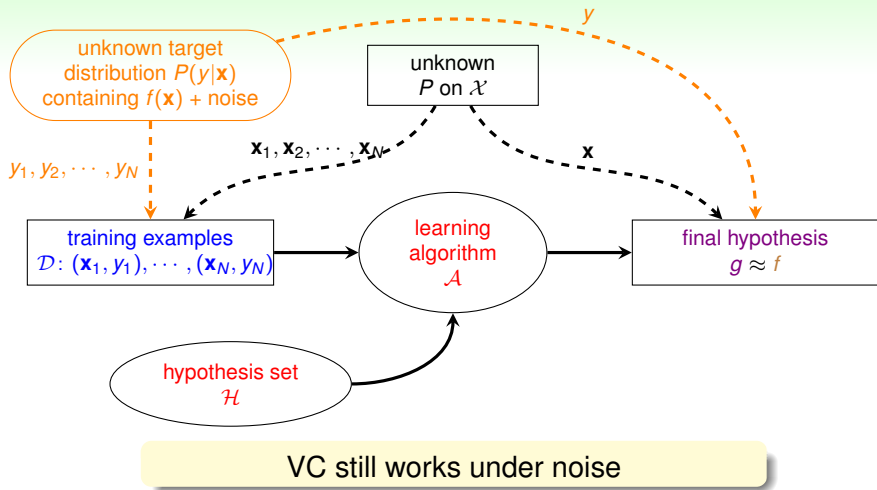 y
unknown target
distribution P(y|𝐱)
containing f(𝐱) + noise
unknown
P on 𝒳
𝐱₁, 𝐱₂, ⋯ , 𝐱_N
𝐱
y₁, y₂, ⋯ , y_N
training examples
𝒟: (𝐱₁, y₁), ⋯ , (𝐱_N, y_N)
learning
algorithm
𝒜
final hypothesis
g ≈ f
hypothesis set
ℋ
VC still works under noise